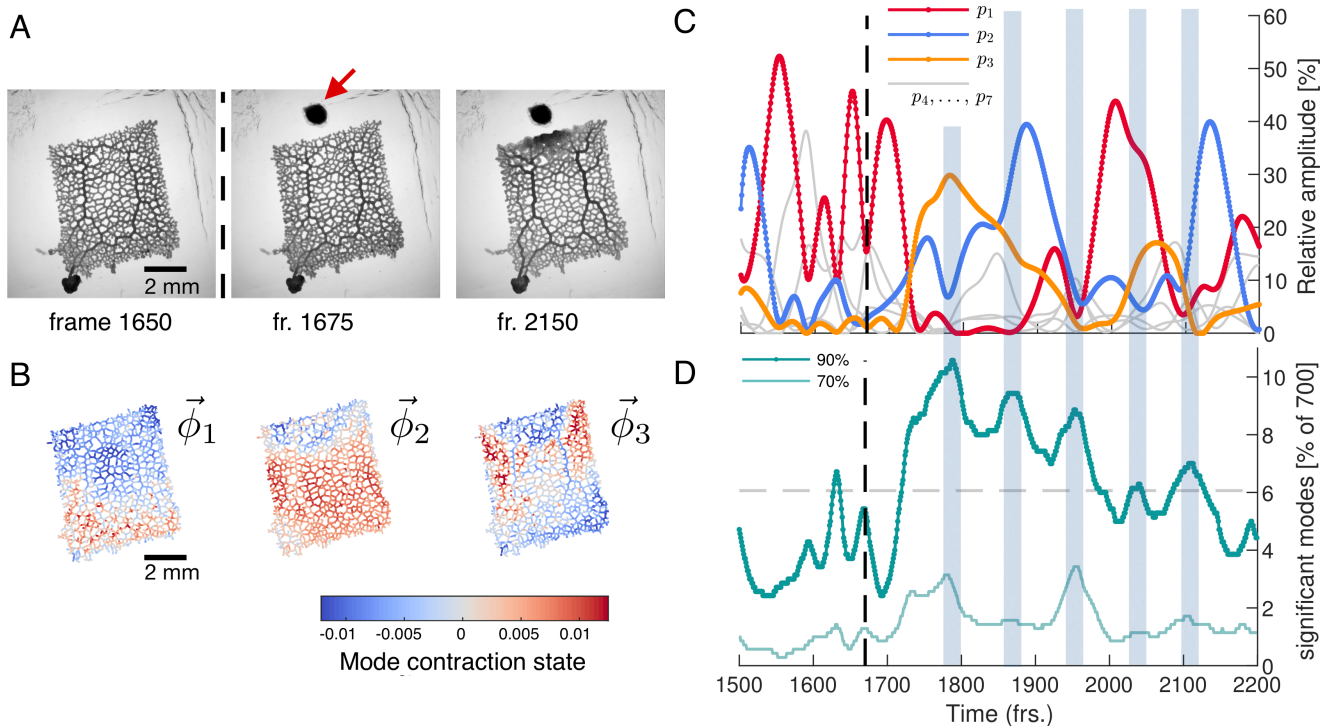 A
2 mm
frame 1650
fr. 1675
fr. 2150
B
ϕ⃗1
ϕ⃗2
ϕ⃗3
2 mm
-0.01 -0.005 0 0.005 0.01
Mode contraction state
C
p1
p2
p3
p4, . . . , p7
60
50
40
30
20
10
0
Relative amplitude [%]
D
90%
70%
10
8
6
4
2
0
significant modes [% of 700]
1500 1600 1700 1800 1900 2000 2100 2200
Time (frs.)